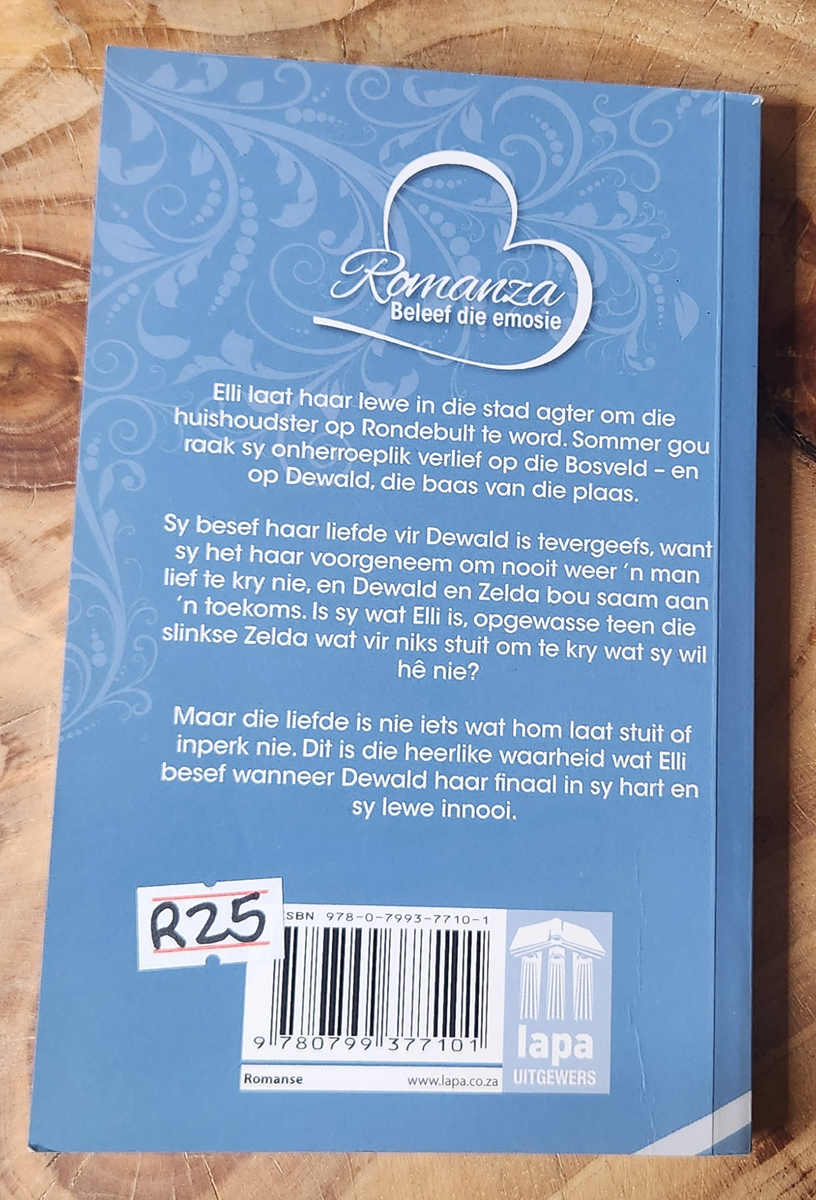 Romanza
Beleef die emosie
Elli laat haar lewe in die stad agter om die
huishoudster op Rondebult te word. Sommer gou
raak sy onherroeplik verlief op die Bosveld – en
op Dewald, die baas van die plaas.
Sy besef haar liefde vir Dewald is tevergeefs, want
sy het haar voorgeneem om nooit weer 'n man
lief te kry nie, en Dewald en Zelda bou saam aan
'n toekoms. Is sy wat Elli is, opgewasse teen die
slinkse Zelda wat vir niks stuit om te kry wat sy wil
hê nie?
Maar die liefde is nie iets wat hom laat stuit of
inperk nie. Dit is die heerlike waarheid wat Elli
besef wanneer Dewald haar finaal in sy hart en
sy lewe innooi.
R25
ISBN 978-0-7993-7710-1
9 780799 377101
lapa
UITGEWERS
Romanse www.lapa.co.za